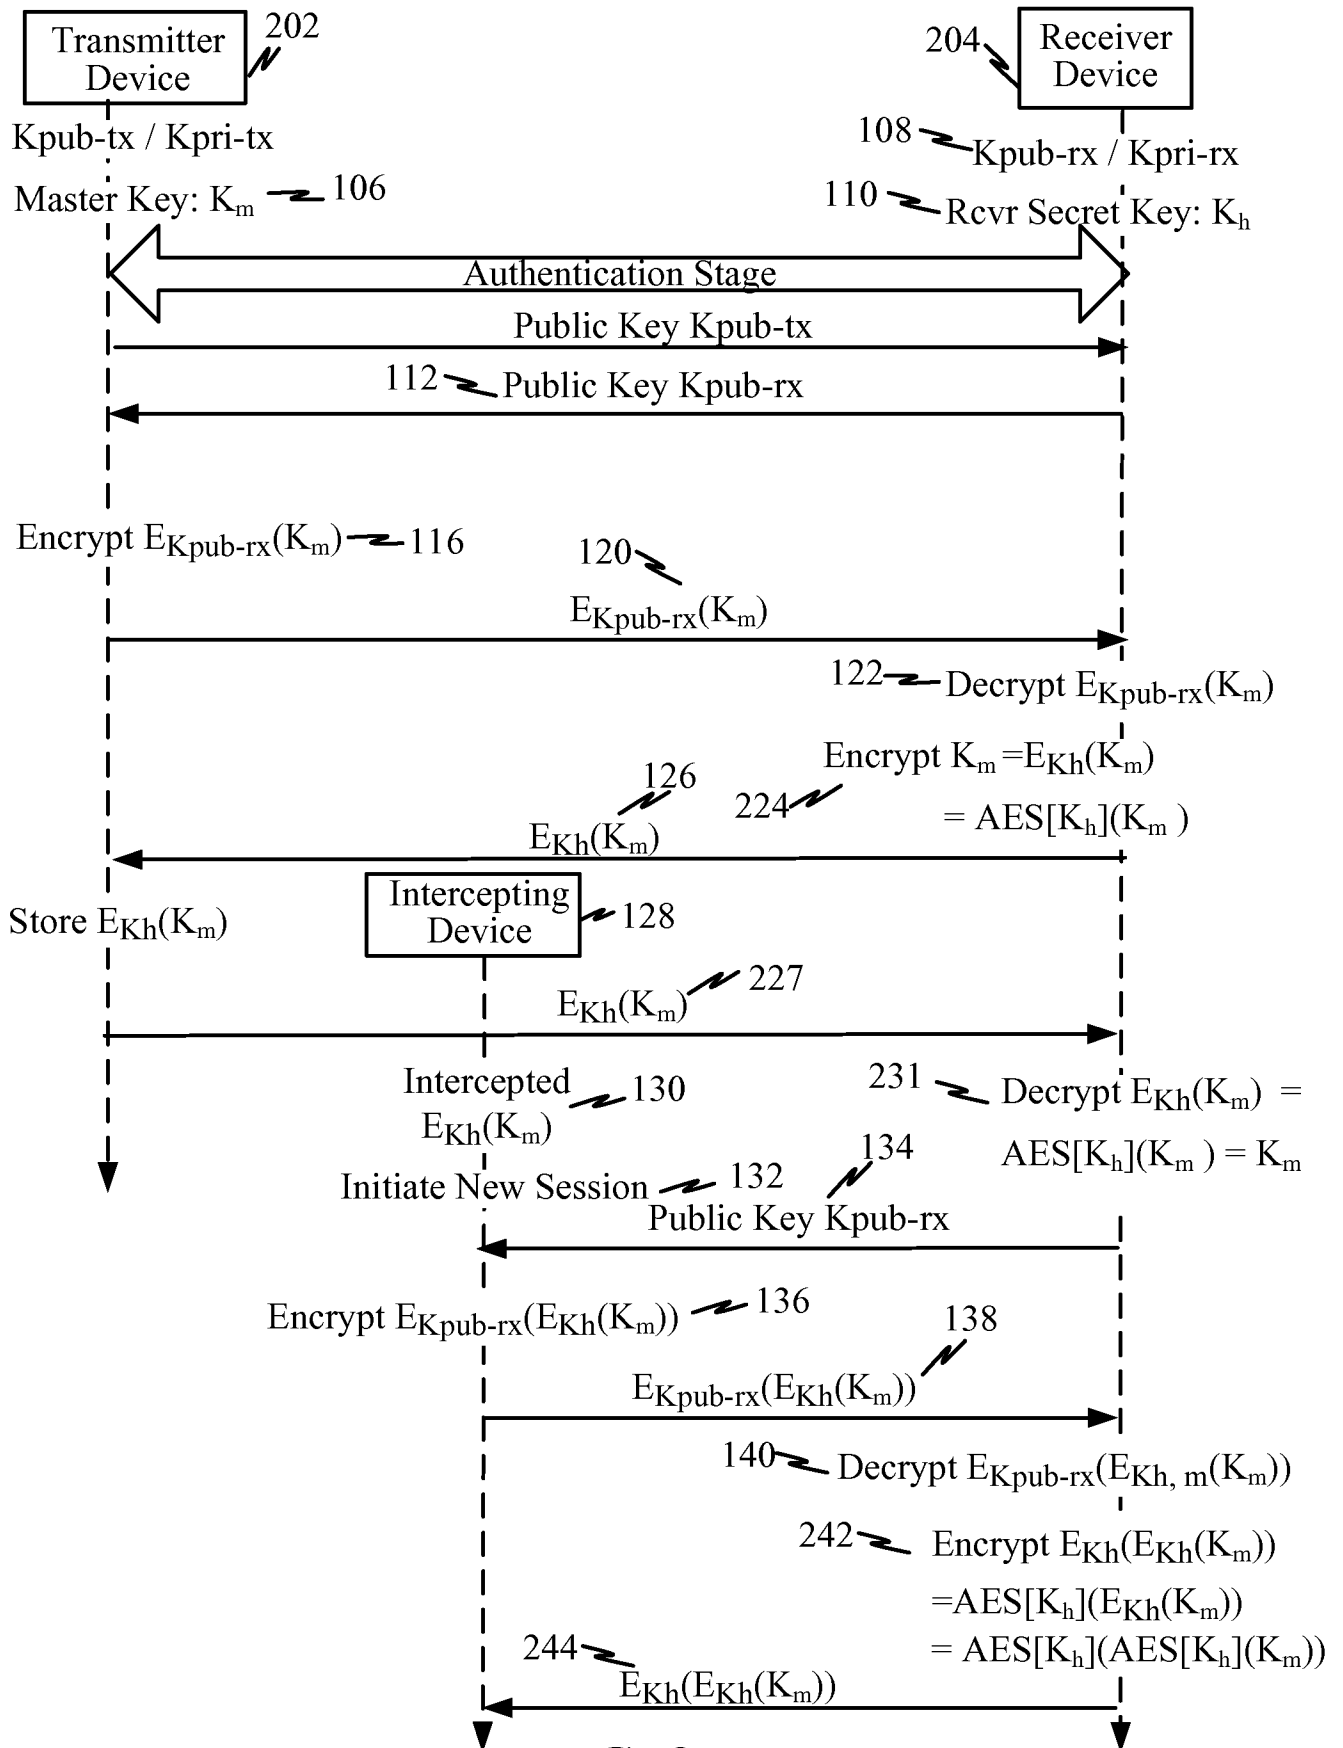 Transmitter
Device
202
204
Receiver
Device
Kpub-tx / Kpri-tx
108
Kpub-rx / Kpri-rx
Master Key: Km
106
110
Rcvr Secret Key: Kh
Authentication Stage
Public Key Kpub-tx
112
Public Key Kpub-rx
Encrypt EKpub-rx(Km)
116
120
EKpub-rx(Km)
122
Decrypt EKpub-rx(Km)
Encrypt Km =EKh(Km)
126
224
= AES[Kh](Km )
EKh(Km)
Store EKh(Km)
Intercepting
Device
128
227
EKh(Km)
231
Decrypt EKh(Km) =
AES[Kh](Km ) = Km
Intercepted
EKh(Km)
130
134
Initiate New Session
132
Public Key Kpub-rx
Encrypt EKpub-rx(EKh(Km))
136
138
EKpub-rx(EKh(Km))
140
Decrypt EKpub-rx(EKh, m(Km))
242
Encrypt EKh(EKh(Km))
=AES[Kh](EKh(Km))
= AES[Kh](AES[Kh](Km))
244
EKh(EKh(Km))